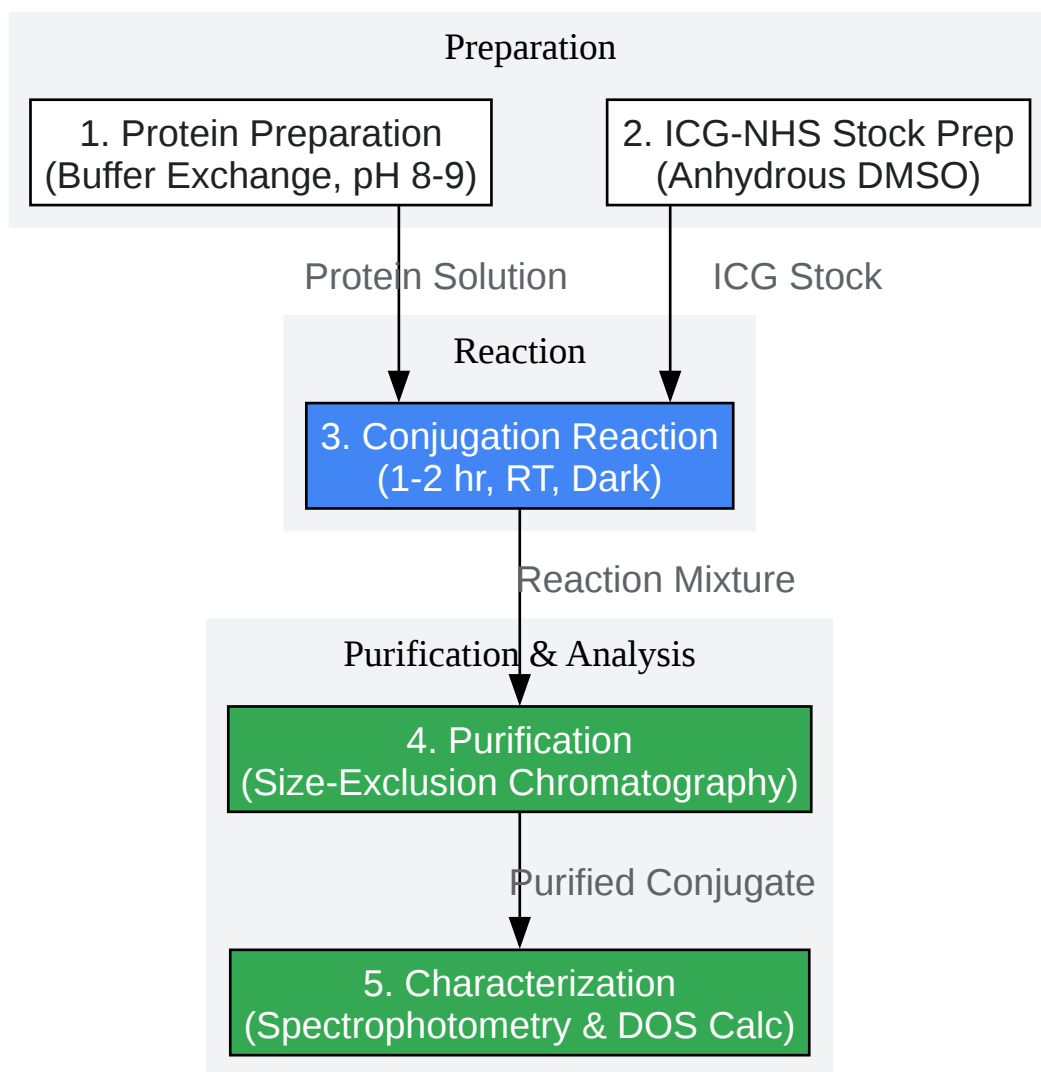 Preparation
1. Protein Preparation
(Buffer Exchange, pH 8-9)
2. ICG-NHS Stock Prep
(Anhydrous DMSO)
Protein Solution
ICG Stock
Reaction
3. Conjugation Reaction
(1-2 hr, RT, Dark)
Reaction Mixture
Purification & Analysis
4. Purification
(Size-Exclusion Chromatography)
Purified Conjugate
5. Characterization
(Spectrophotometry & DOS Calc)